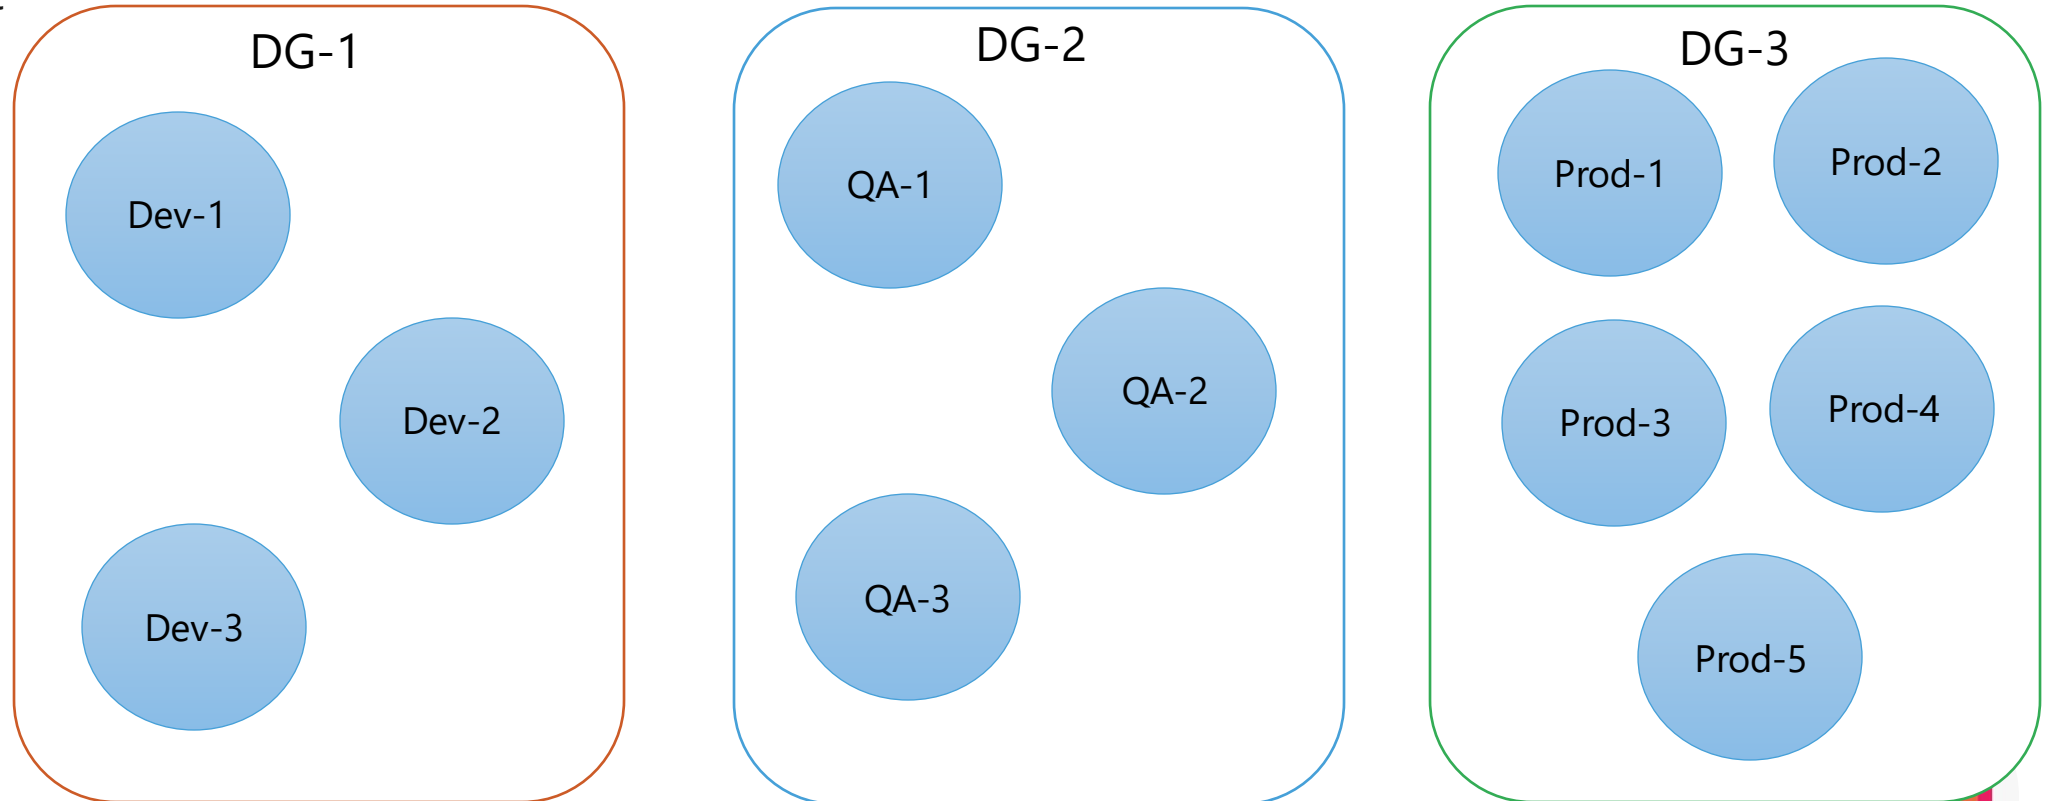 DG-1
Dev-1
Dev-2
Dev-3
DG-2
QA-1
QA-2
QA-3
DG-3
Prod-1
Prod-2
Prod-3
Prod-4
Prod-5